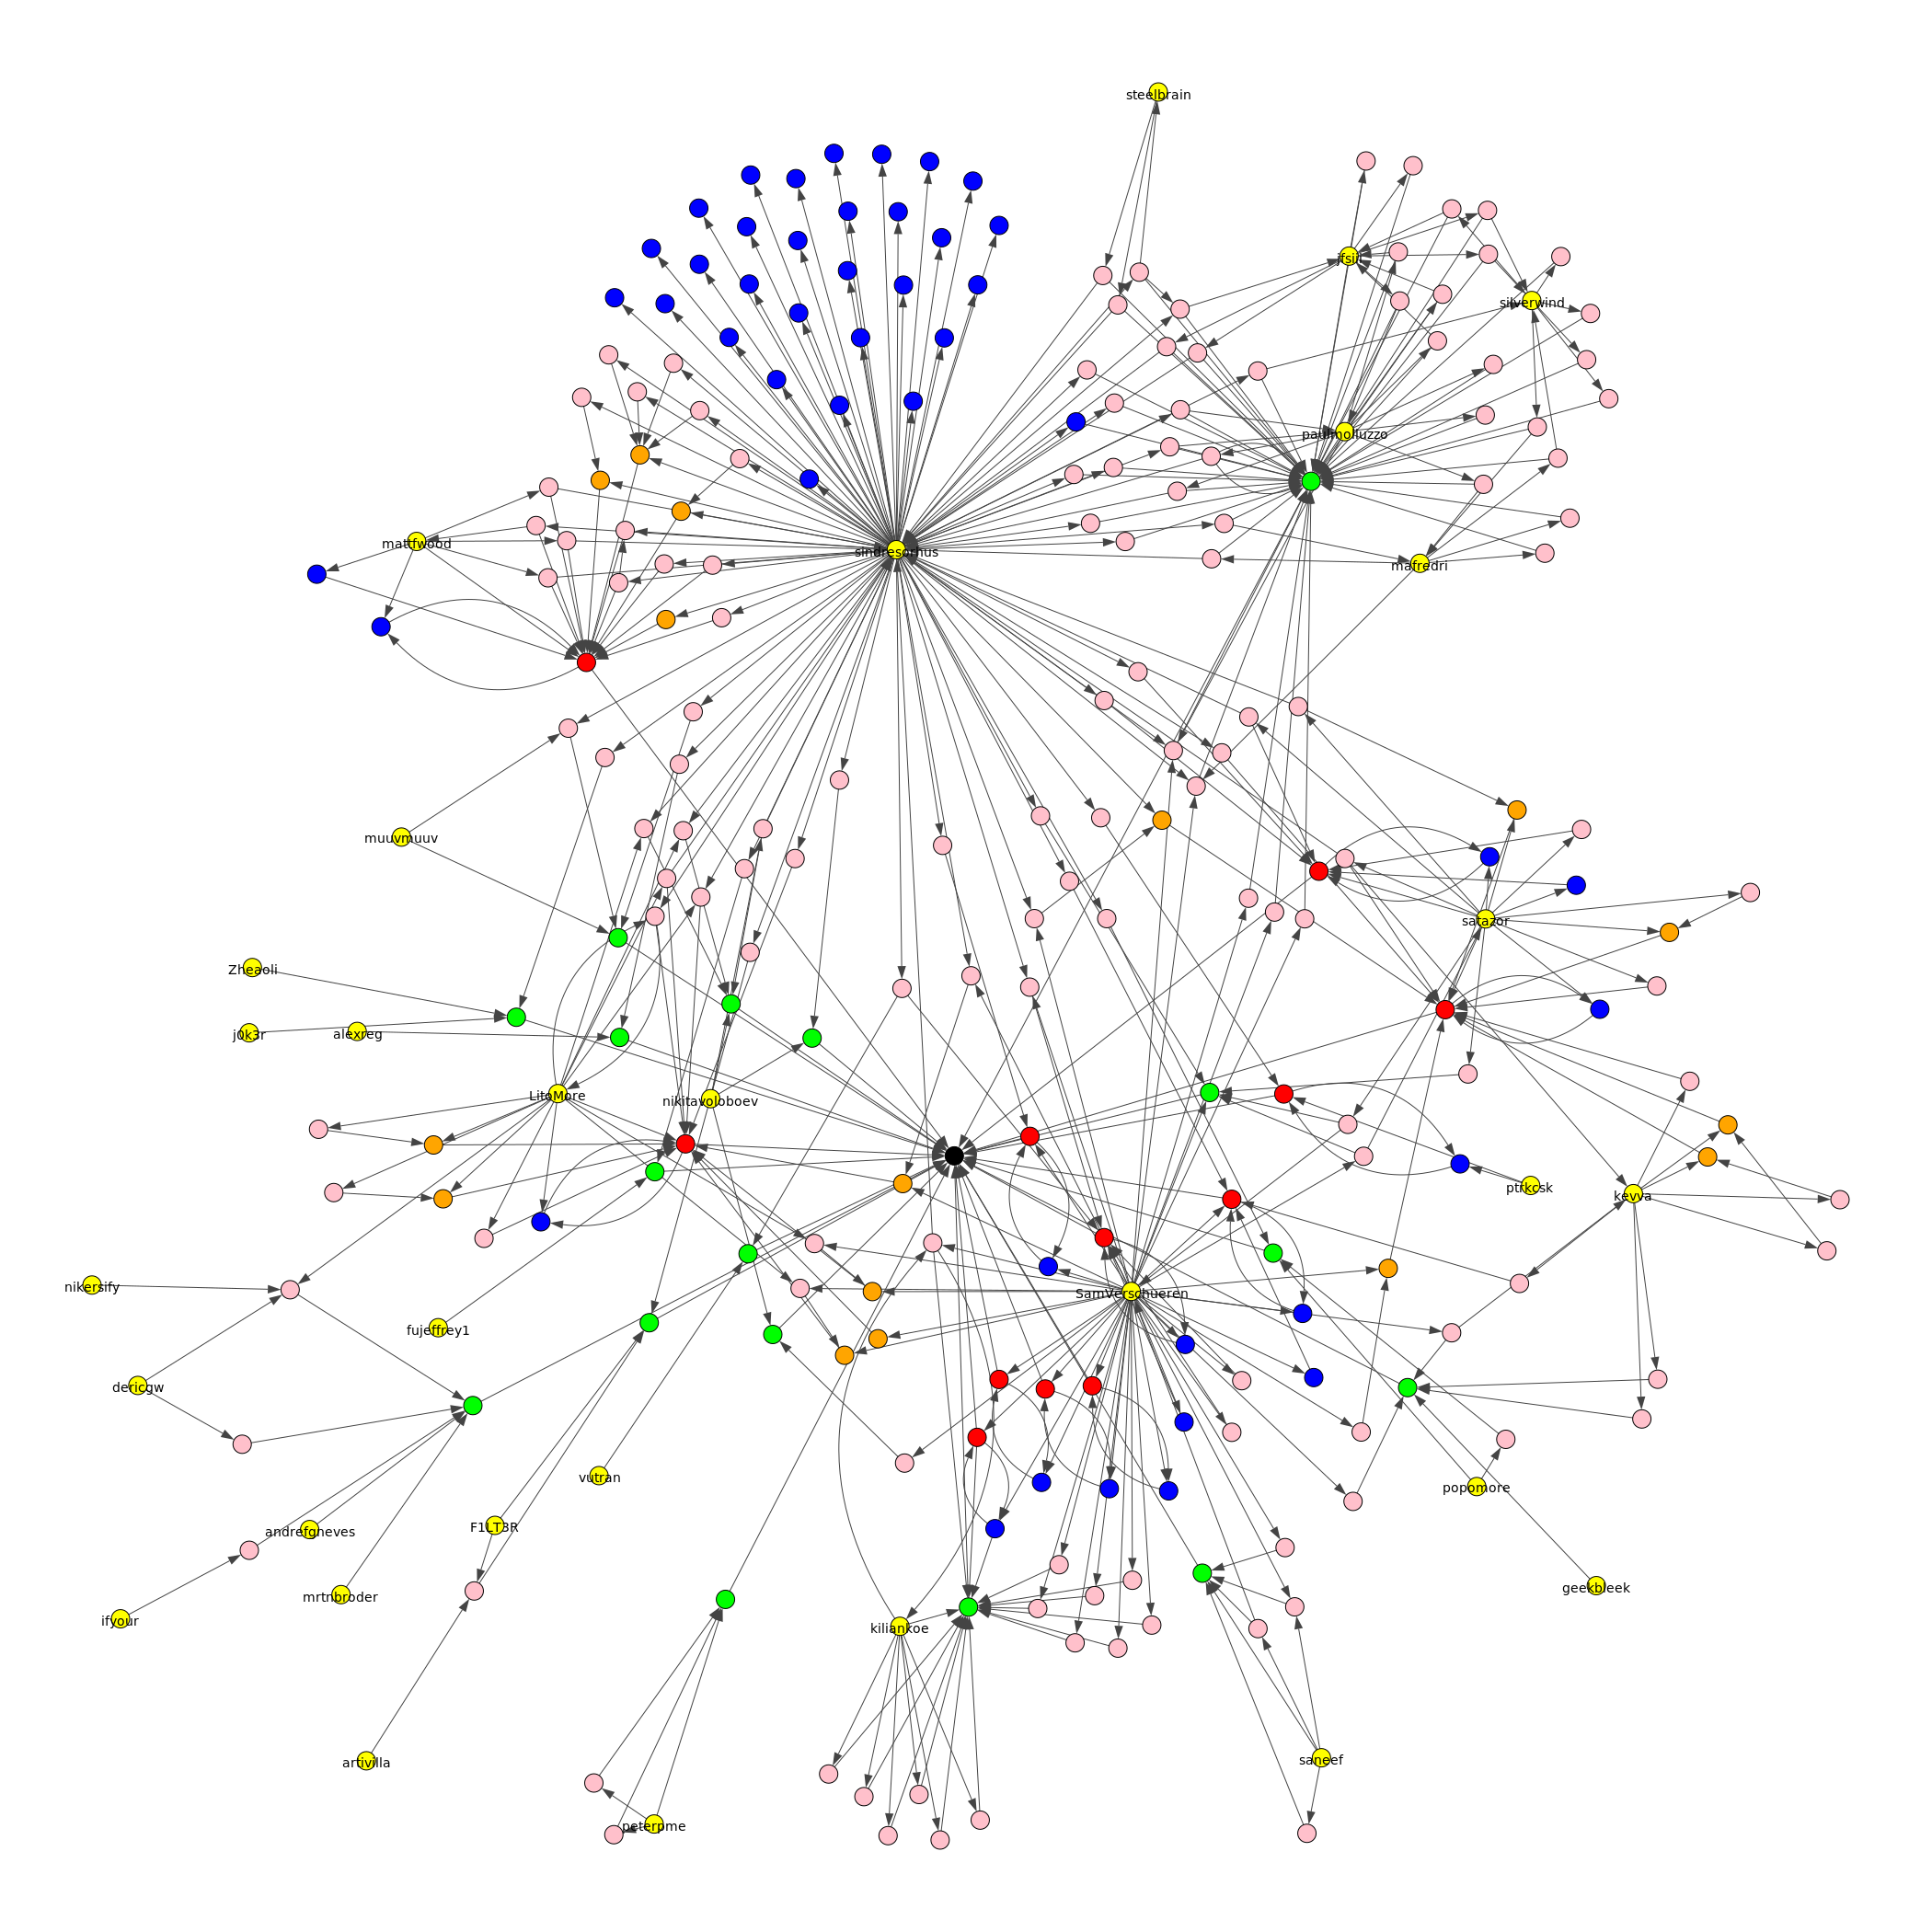 steelbrain
jfsiii
silverwind
paulmolluzzo
mattfwood
sindresorhus
mafredri
muuvmuuv
satazor
Zheaoli
j0k3r
alexreg
LitoMore
nikitavoloboev
ptrkcsk
kevva
nikersify
SamVerschueren
fujeffrey1
dericgw
vutran
popomore
F1LT3R
andrefgneves
mrtnbroder
geekbleek
ifyour
kiliankoe
artivilla
saneef
peterpme